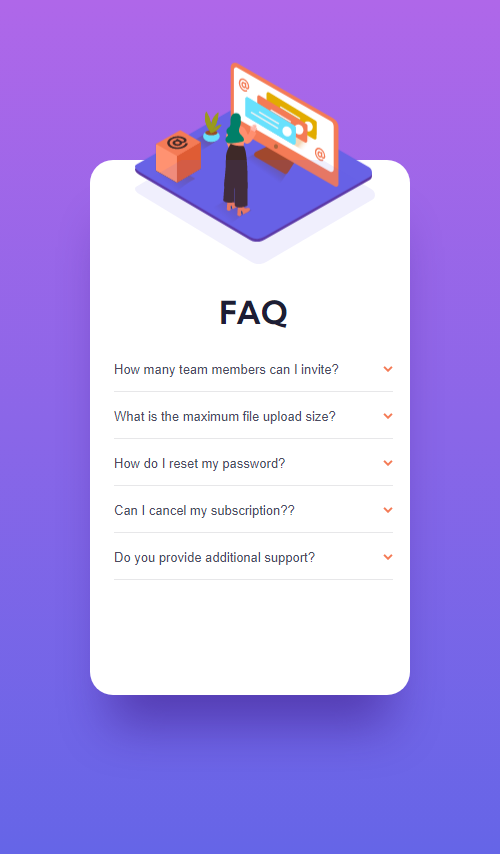 FAQ
How many team members can I invite?
What is the maximum file upload size?
How do I reset my password?
Can I cancel my subscription??
Do you provide additional support?